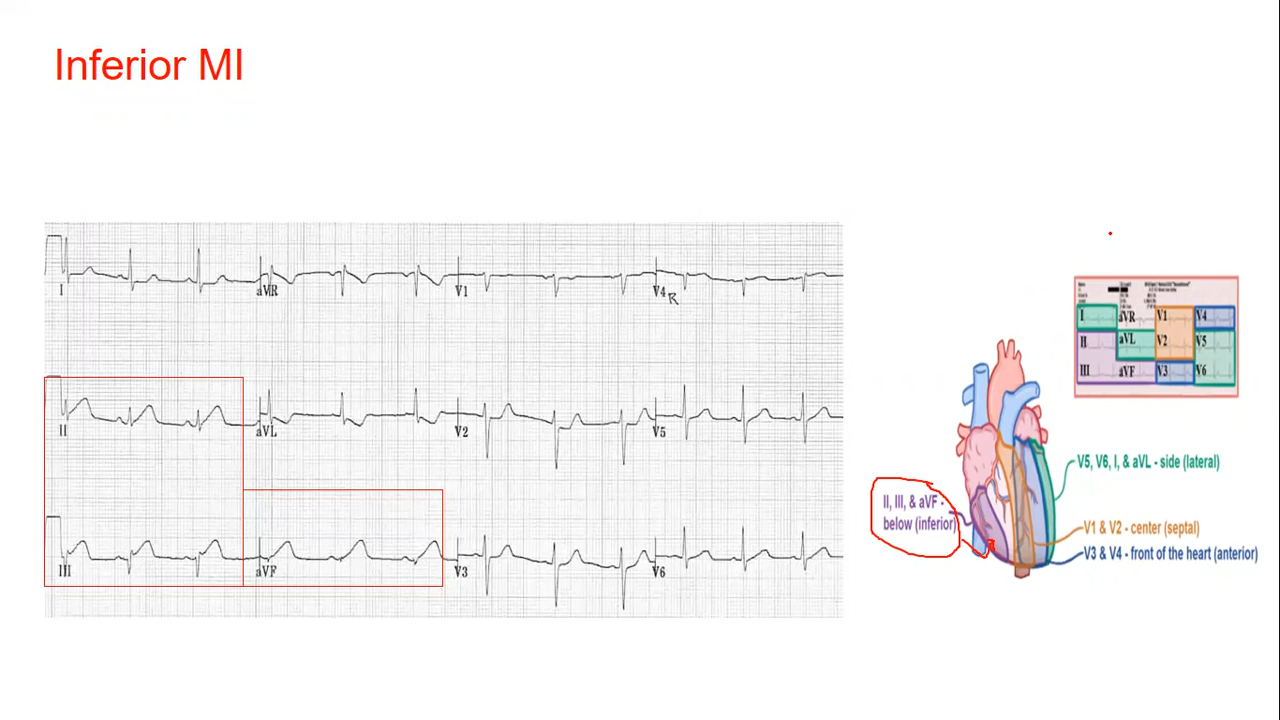 Inferior MI
I aVR V1 V4R
II aVL V2 V5
III aVF V3 V6
I aVR V1 V4
II aVL V2 V5
III aVF V3 V6
V5, V6, I, & aVL - side (lateral)
II, III, & aVF -
below (inferior)
V1 & V2 - center (septal)
V3 & V4 - front of the heart (anterior)